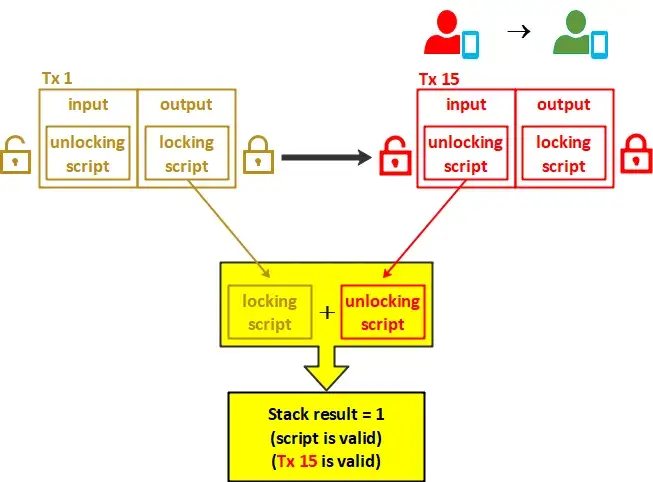 →
Tx 1
Tx 15
input output
input output
unlocking script
locking script
unlocking script
locking script
locking script
+
unlocking script
Stack result = 1
(script is valid)
(Tx 15 is valid)